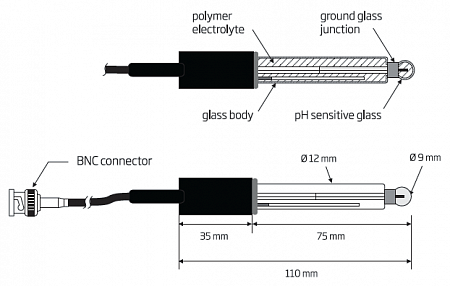 polymer
electrolyte
ground glass
junction
glass body
pH sensitive glass
BNC connector
Ø 12 mm
Ø 9 mm
35 mm
75 mm
110 mm